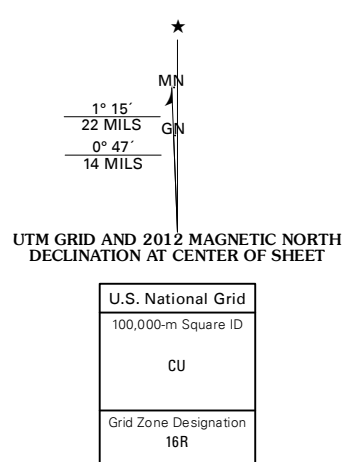 ★
MN
1° 15´
22 MILS
GN
0° 47´
14 MILS
UTM GRID AND 2012 MAGNETIC NORTH
DECLINATION AT CENTER OF SHEET
U.S. National Grid
100,000-m Square ID
CU
Grid Zone Designation
16R